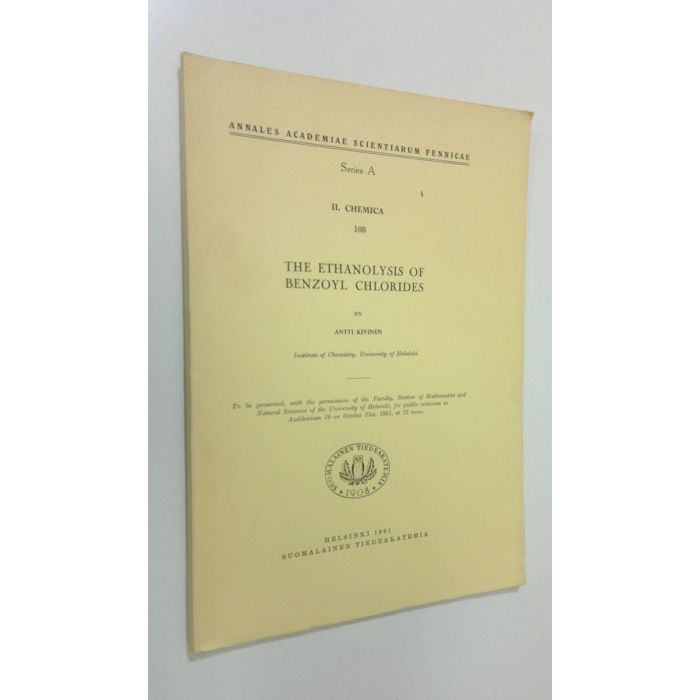 ANNALES ACADEMIAE SCIENTIARUM FENNICAE
Series A
II. CHEMICA
108
THE ETHANOLYSIS OF
BENZOYL CHLORIDES
BY
ANTTI KIVINEN
Institute of Chemistry, University of Helsinki
To be presented, with the permission of the Faculty, Section of Mathematics and
Natural Sciences of the University of Helsinki, for public criticism in
Auditorium 10 on October 21st, 1961, at 12 noon.
SUOMALAINEN TIEDEAKATEMIA
• 1908 •
HELSINKI 1961
SUOMALAINEN TIEDEAKATEMIA